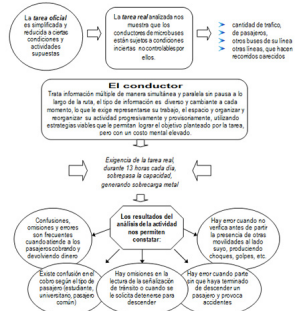 La tarea oficial
es simplificada y
reducida a ciertas
condiciones y
actividades
supuestas
La tarea real analizada nos
muestra que los
conductores de microbuses
están sujetos a condiciones
inciertas no controlables por
ellos.
cantidad de trafico,
de pasajeros,
otros buses de su línea
otras líneas, que hacen
recorridos parecidos
El conductor
Trata información múltiple de manera simultánea y paralela sin pausa a lo
largo de la ruta, el tipo de información es diverso y cambiante a cada
momento, lo que le exige representarse su trabajo, el espacio y organizar y
reorganizar su actividad progresivamente y provisionalmente, utilizando
estrategias viables que le permitan lograr el objetivo planteado por la tarea,
pero con un costo mental elevado.
Exigencia de la tarea real,
durante 13 horas cada día,
sobrepasa la capacidad,
generando sobrecarga metal
Confusiones,
omisiones y errores
son frecuentes
cuando atiende a los
pasajeros cobrando y
devolviendo dinero
Los resultados del
análisis de la actividad
nos permiten
constatar:
Hay error cuando no
verifica antes de partir
la presencia de otras
movilidades al lado
suyo, produciendo
choques, golpes, etc.
Existe confusión en el
cobro según el tipo de
pasajero (estudiante,
universitario, pasajero
común)
Hay omisiones en la
lectura de la señalización
de tránsito o cuando se
le solicita detenerse para
descender
Hay error cuando parte
sin que haya terminado
de descender un
pasajero y provoca
accidentes